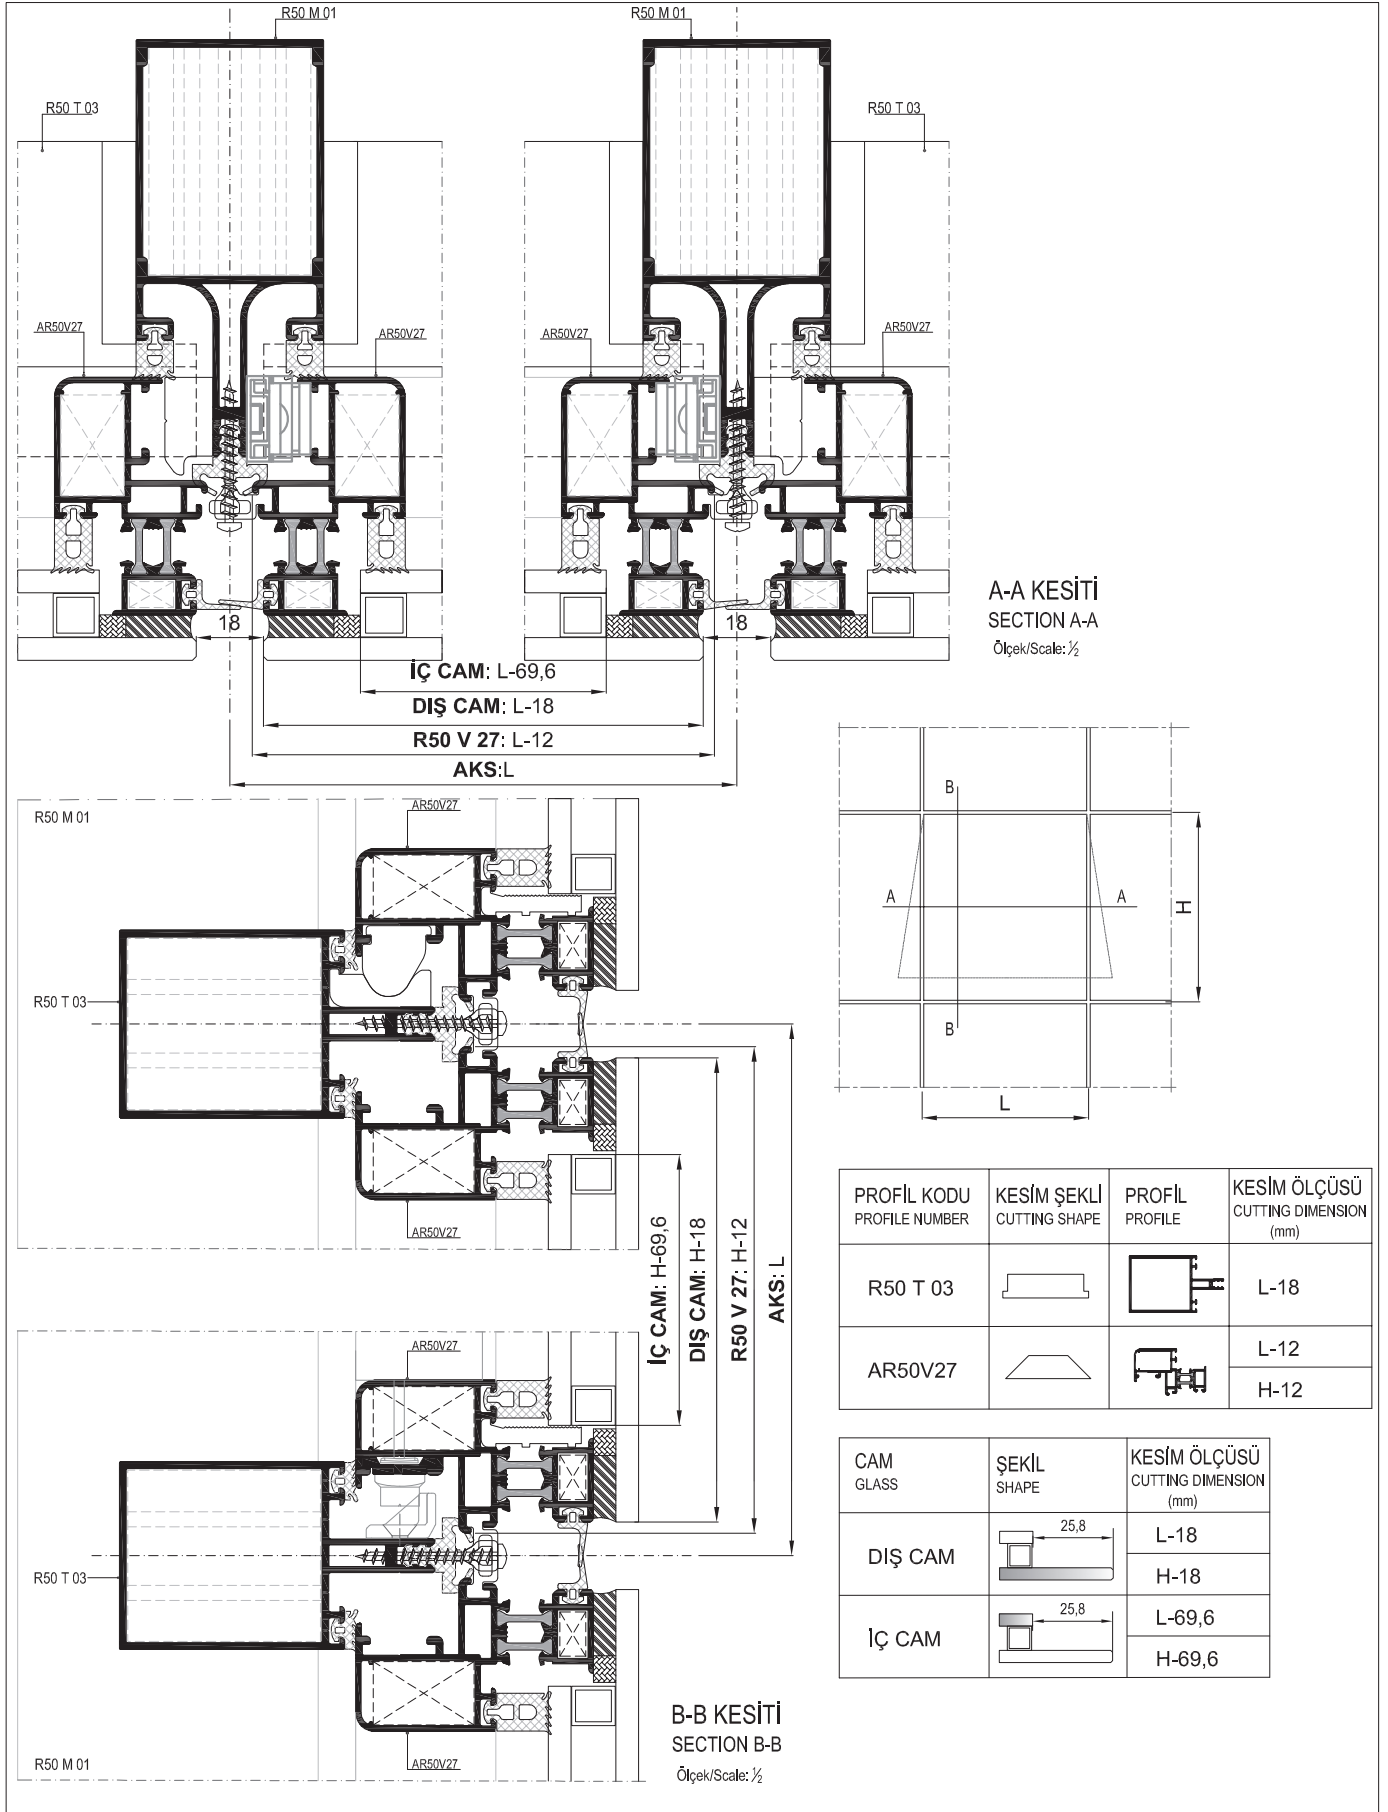 R50 M 01
R50 M 01
R50 T 03
R50 T 03
AR50V27
AR50V27
AR50V27
AR50V27
18
18
A-A KESİTİ
SECTION A-A
Ölçek/Scale: ½
İÇ CAM: L-69,6
DIŞ CAM: L-18
R50 V 27: L-12
AKS:L
R50 M 01
AR50V27
R50 T 03
AR50V27
B
A
A
H
B
L
İÇ CAM: H-69,6
DIŞ CAM: H-18
R50 V 27: H-12
AKS: L
PROFİL KODU
PROFILE NUMBER
KESİM ŞEKLİ
CUTTING SHAPE
PROFİL
PROFILE
KESİM ÖLÇÜSÜ
CUTTING DIMENSION
(mm)
R50 T 03
L-18
AR50V27
L-12
H-12
AR50V27
R50 T 03
AR50V27
R50 M 01
CAM
GLASS
ŞEKİL
SHAPE
KESİM ÖLÇÜSÜ
CUTTING DIMENSION
(mm)
DIŞ CAM
25,8
L-18
H-18
İÇ CAM
25,8
L-69,6
H-69,6
B-B KESİTİ
SECTION B-B
Ölçek/Scale: ½